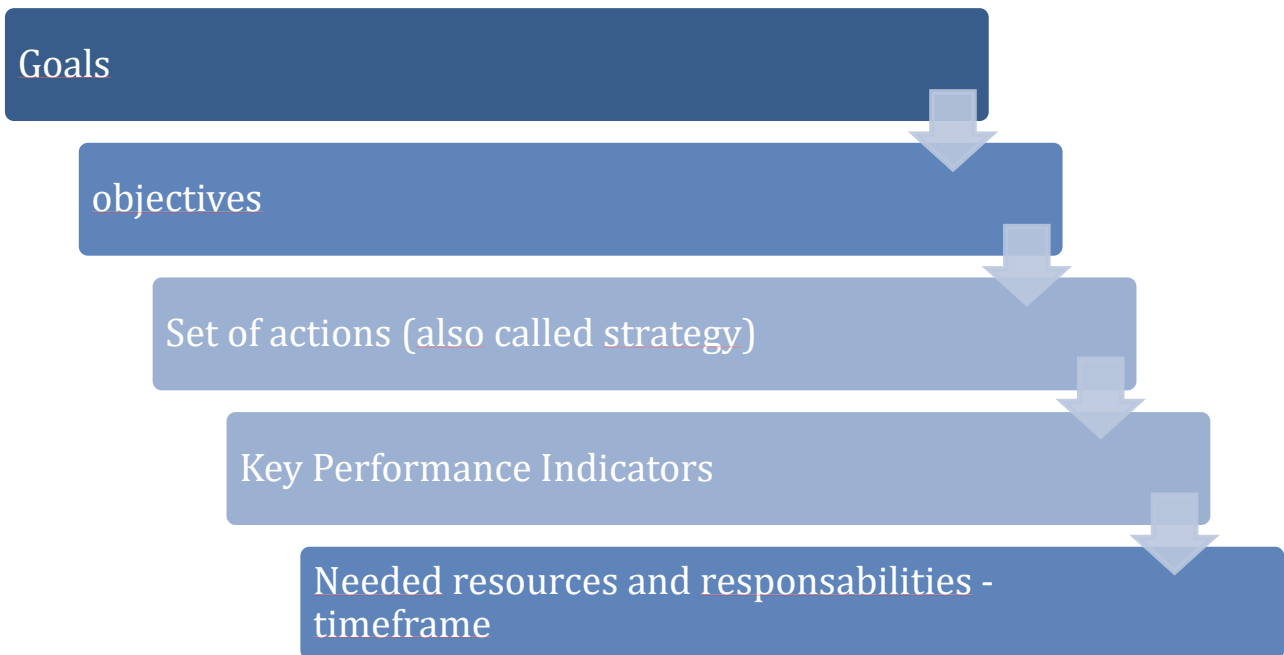 Goals
objectives
Set of actions (also called strategy)
Key Performance Indicators
Needed resources and responsabilities -
timeframe